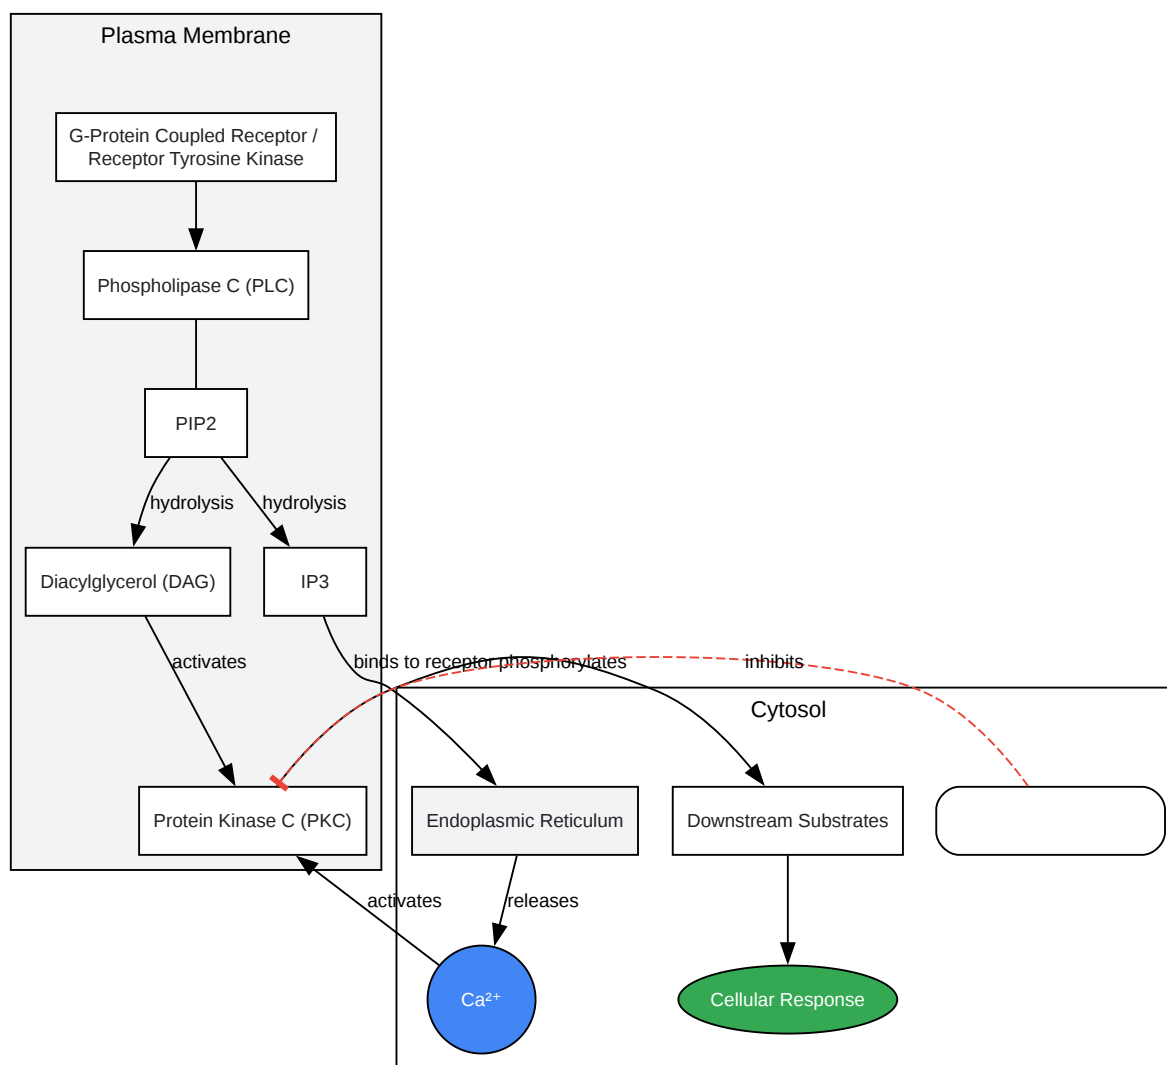 Plasma Membrane
G-Protein Coupled Receptor /
Receptor Tyrosine Kinase
Phospholipase C (PLC)
PIP2
hydrolysis
hydrolysis
Diacylglycerol (DAG)
IP3
activates
binds to receptor
phosphorylates
inhibits
Cytosol
Protein Kinase C (PKC)
Endoplasmic Reticulum
Downstream Substrates
activates
releases
Ca²⁺
Cellular Response